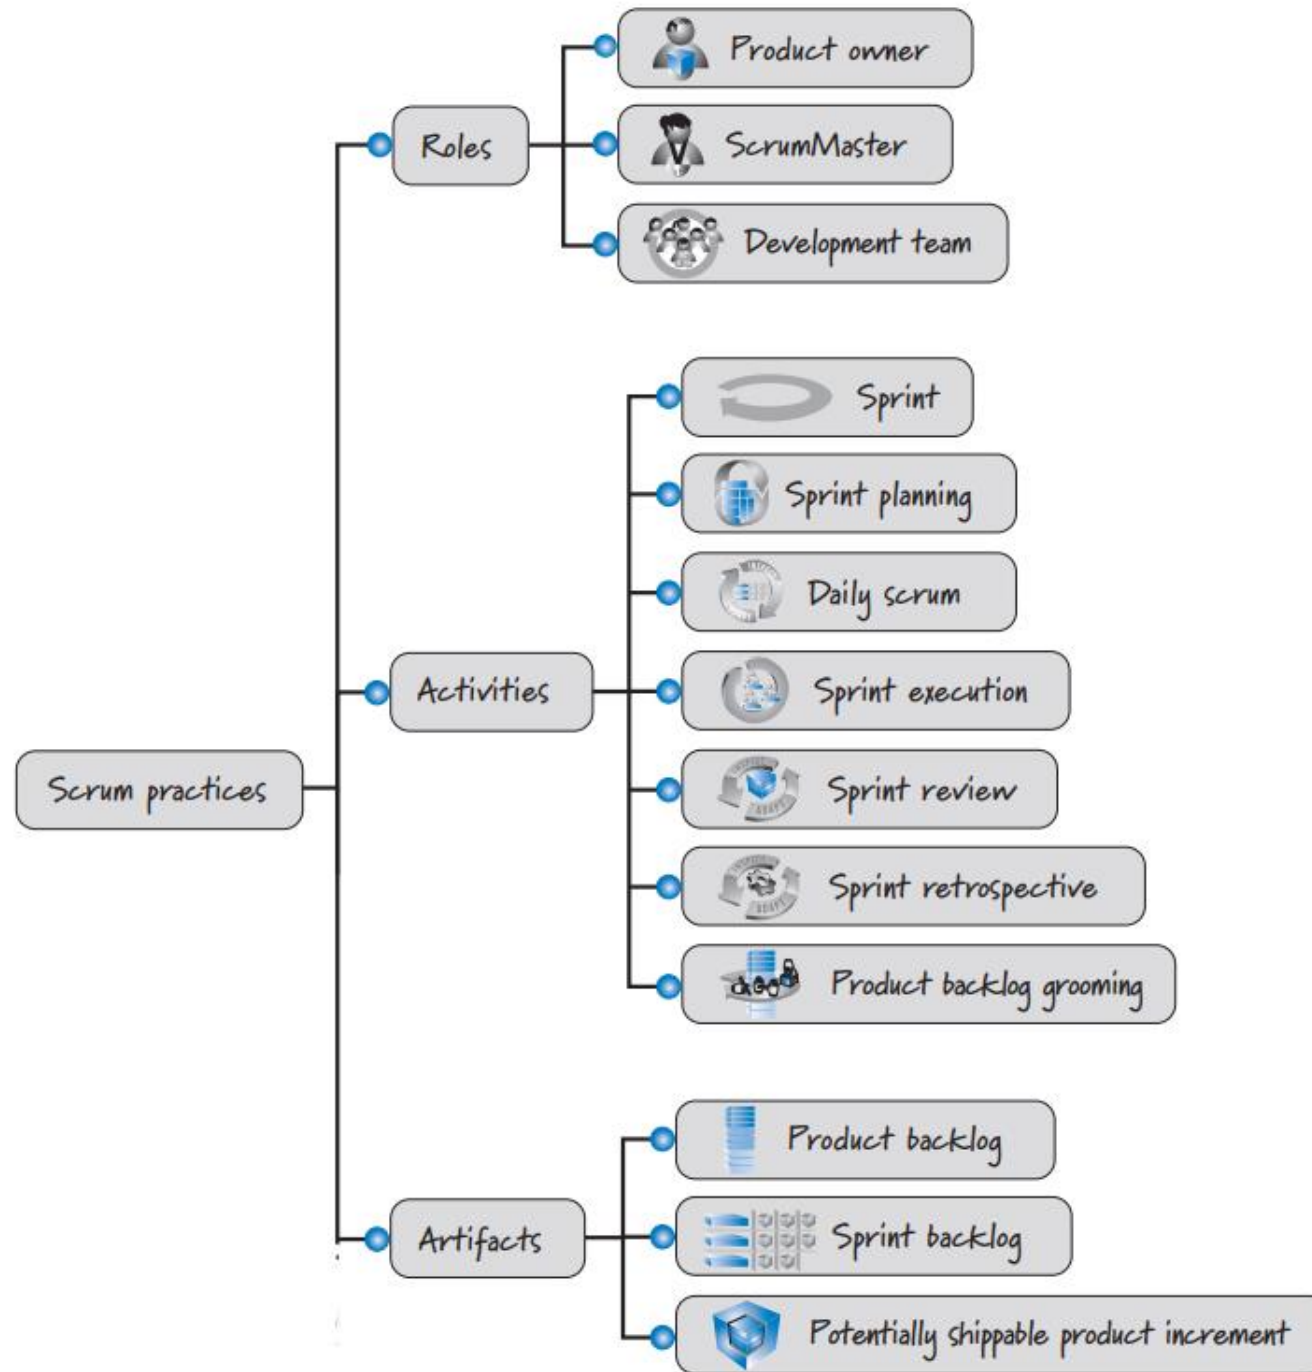 Product owner
Roles
ScrumMaster
Development team
Sprint
Sprint planning
Daily scrum
Activities
Sprint execution
Scrum practices
Sprint review
Sprint retrospective
Product backlog grooming
Product backlog
Artifacts
Sprint backlog
Potentially shippable product increment